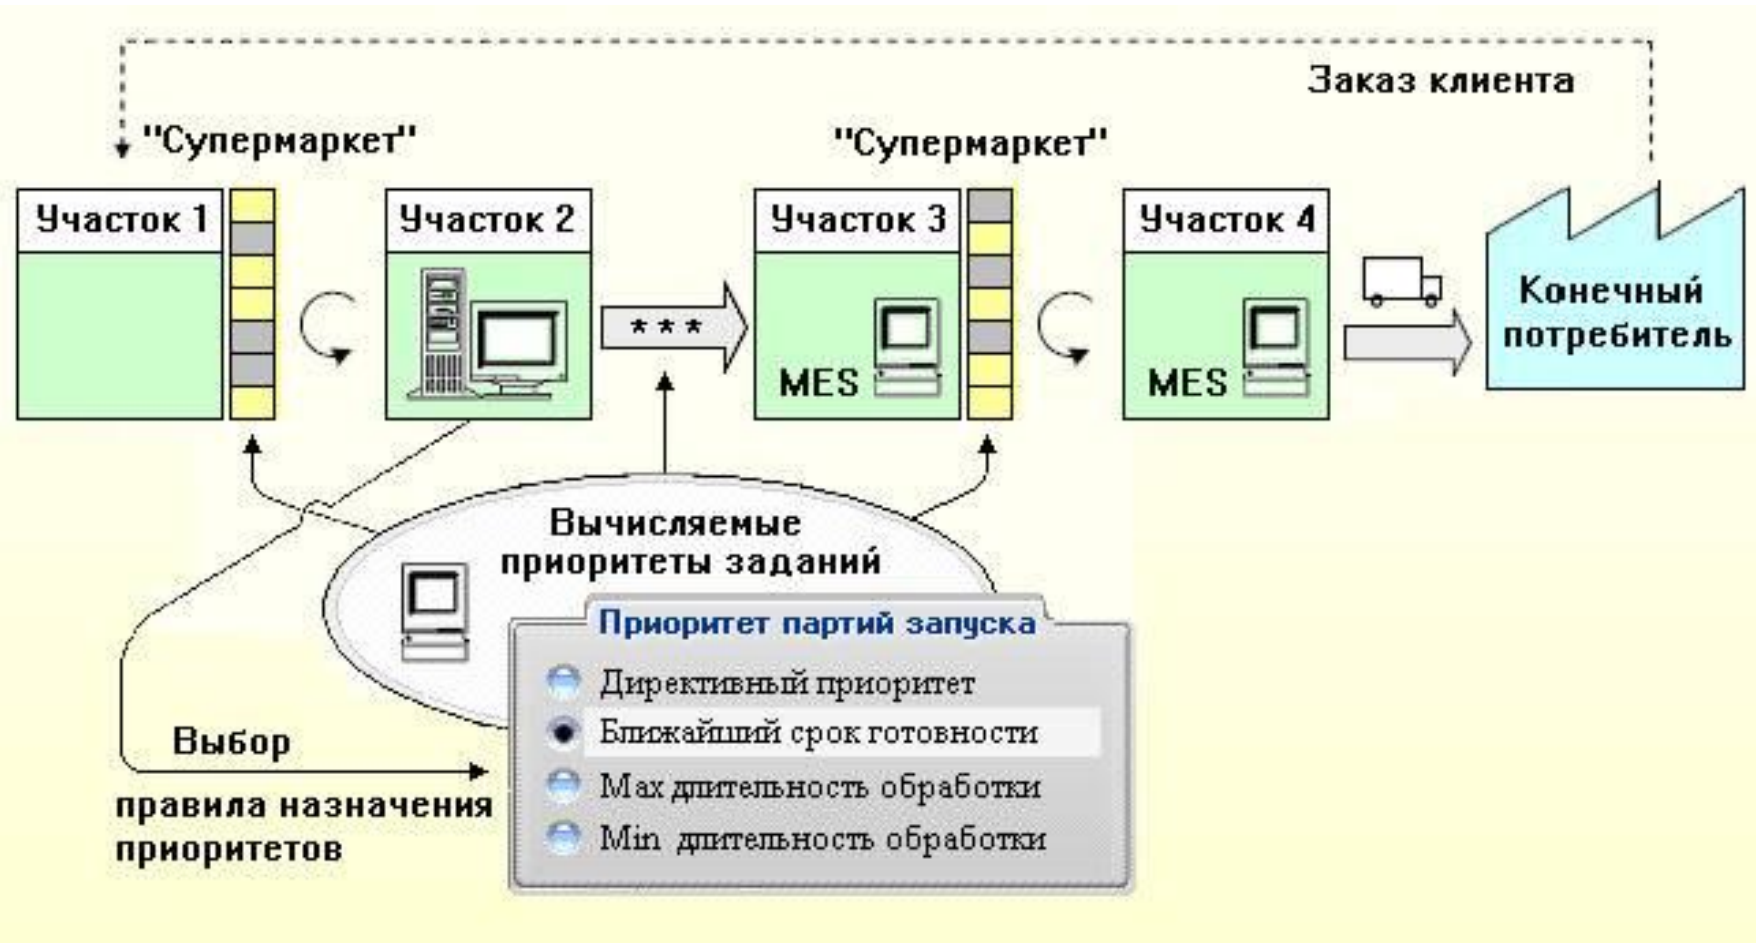 Заказ клиента
"Супермаркет"
"Супермаркет"
Участок 1
Участок 2
Участок 3
Участок 4
* * *
MES
MES
Конечный
потребитель
Вычисляемые
приоритеты заданий
Приоритет партий запуска
Директивный приоритет
Ближайший срок готовности
Max длительность обработки
Min длительность обработки
Выбор
правила назначения
приоритетов